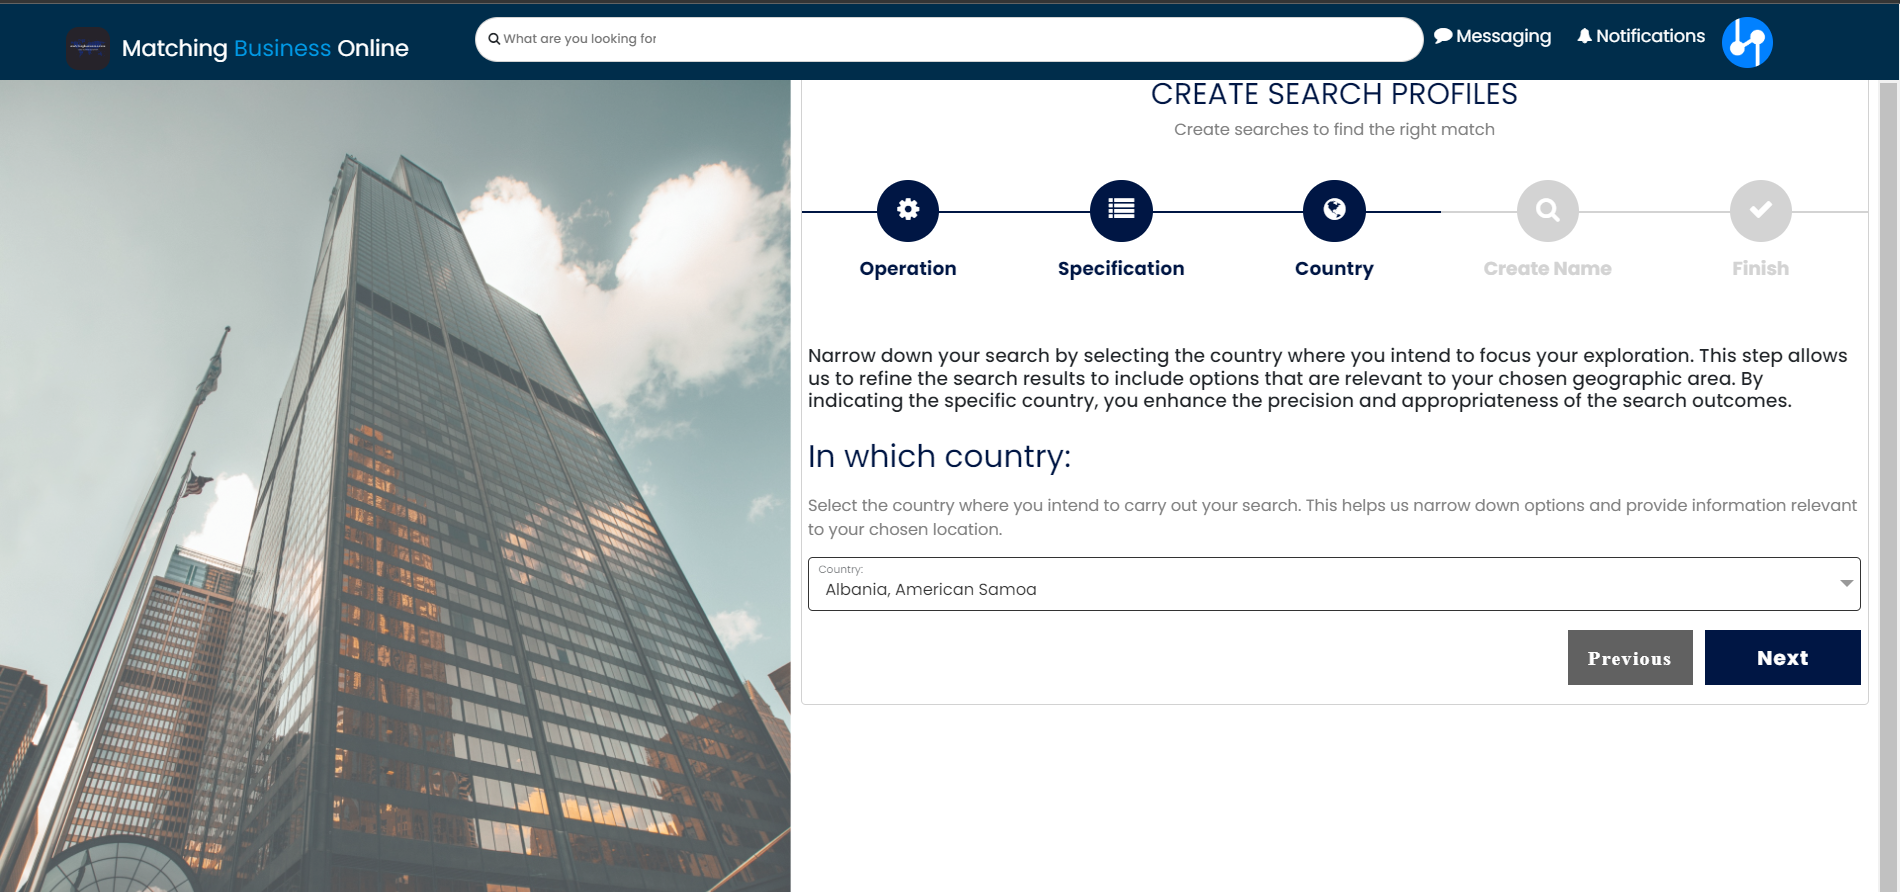 Matching Business Online
What are you looking for
Messaging
Notifications
CREATE SEARCH PROFILES
Create searches to find the right match
Operation
Specification
Country
Create Name
Finish
Narrow down your search by selecting the country where you intend to focus your exploration. This step allows
us to refine the search results to include options that are relevant to your chosen geographic area. By
indicating the specific country, you enhance the precision and appropriateness of the search outcomes.
In which country:
Select the country where you intend to carry out your search. This helps us narrow down options and provide information relevant
to your chosen location.
Country:
Albania, American Samoa
Previous
Next